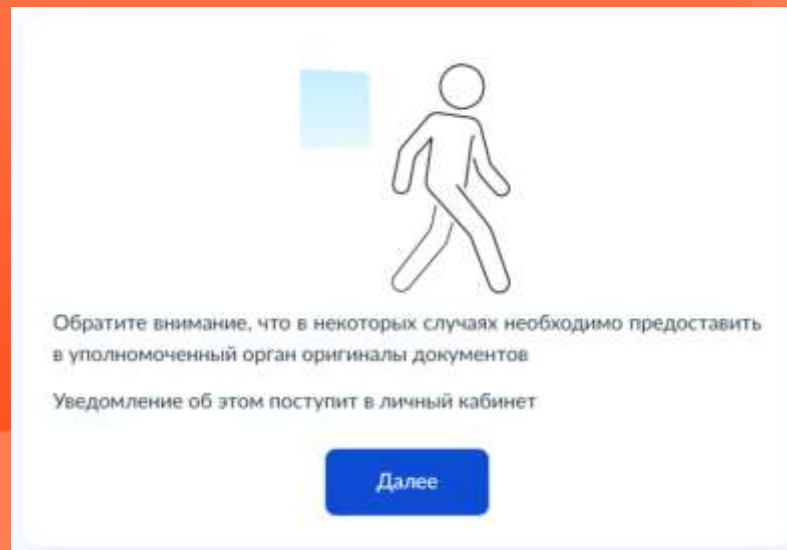 Обратите внимание, что в некоторых случаях необходимо предоставить
в уполномоченный орган оригиналы документов
Уведомление об этом поступит в личный кабинет
Далее